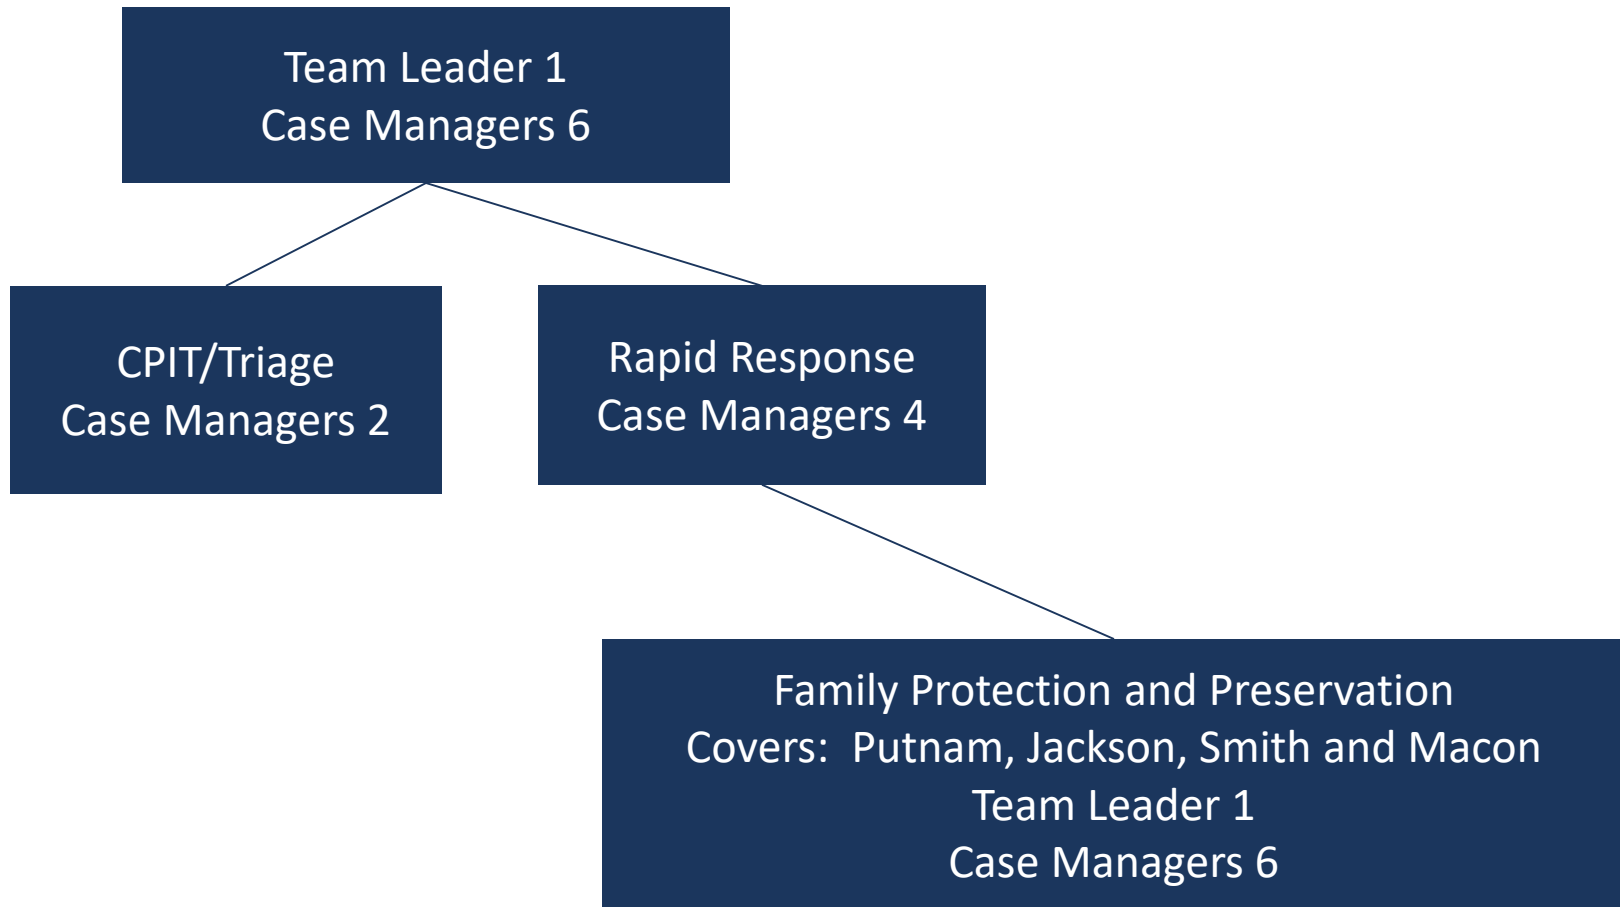 Team Leader 1
Case Managers 6
CPIT/Triage
Case Managers 2
Rapid Response
Case Managers 4
Family Protection and Preservation
Covers:  Putnam, Jackson, Smith and Macon
Team Leader 1
Case Managers 6